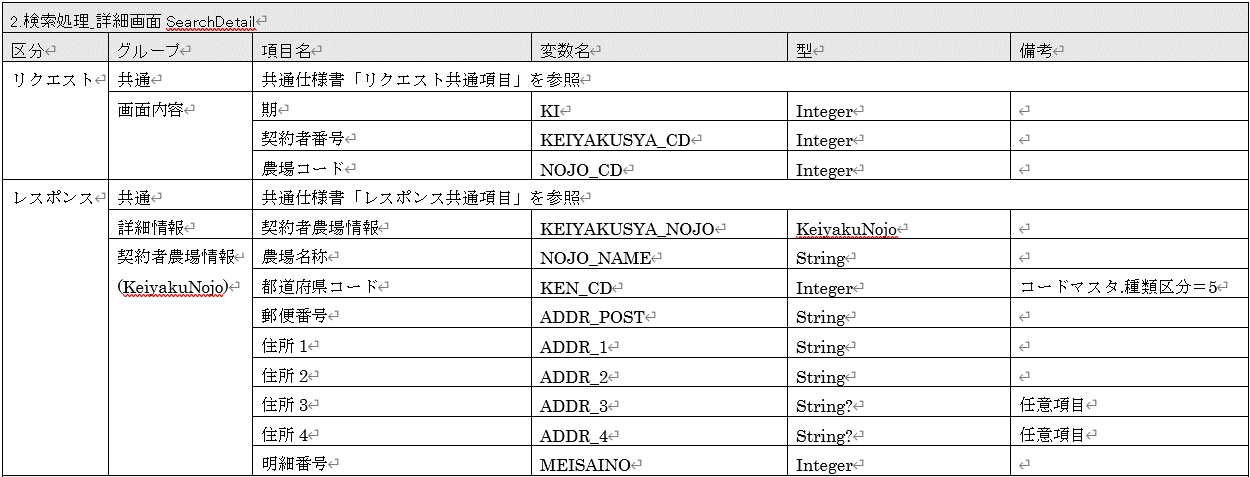 2.検索処理_詳細画面 SearchDetail
区分 グループ 項目名 変数名 型 備考
リクエスト 共通 共通仕様書「リクエスト共通項目」を参照
画面内容 期 KI Integer
契約者番号 KEIYAKUSYA_CD Integer
農場コード NOJO_CD Integer
レスポンス 共通 共通仕様書「レスポンス共通項目」を参照
詳細情報 契約者農場情報 KEIYAKUSYA_NOJO KeiyakuNojo
契約者農場情報 農場名称 NOJO_NAME String
(KeiyakuNojo) 都道府県コード KEN_CD Integer コードマスタ.種類区分＝5
郵便番号 ADDR_POST String
住所 1 ADDR_1 String
住所 2 ADDR_2 String
住所 3 ADDR_3 String? 任意項目
住所 4 ADDR_4 String? 任意項目
明細番号 MEISAINO Integer